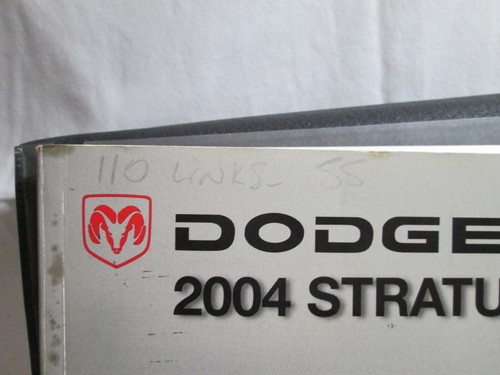 110 LINKS- 55
DODGE
2004 STRATU